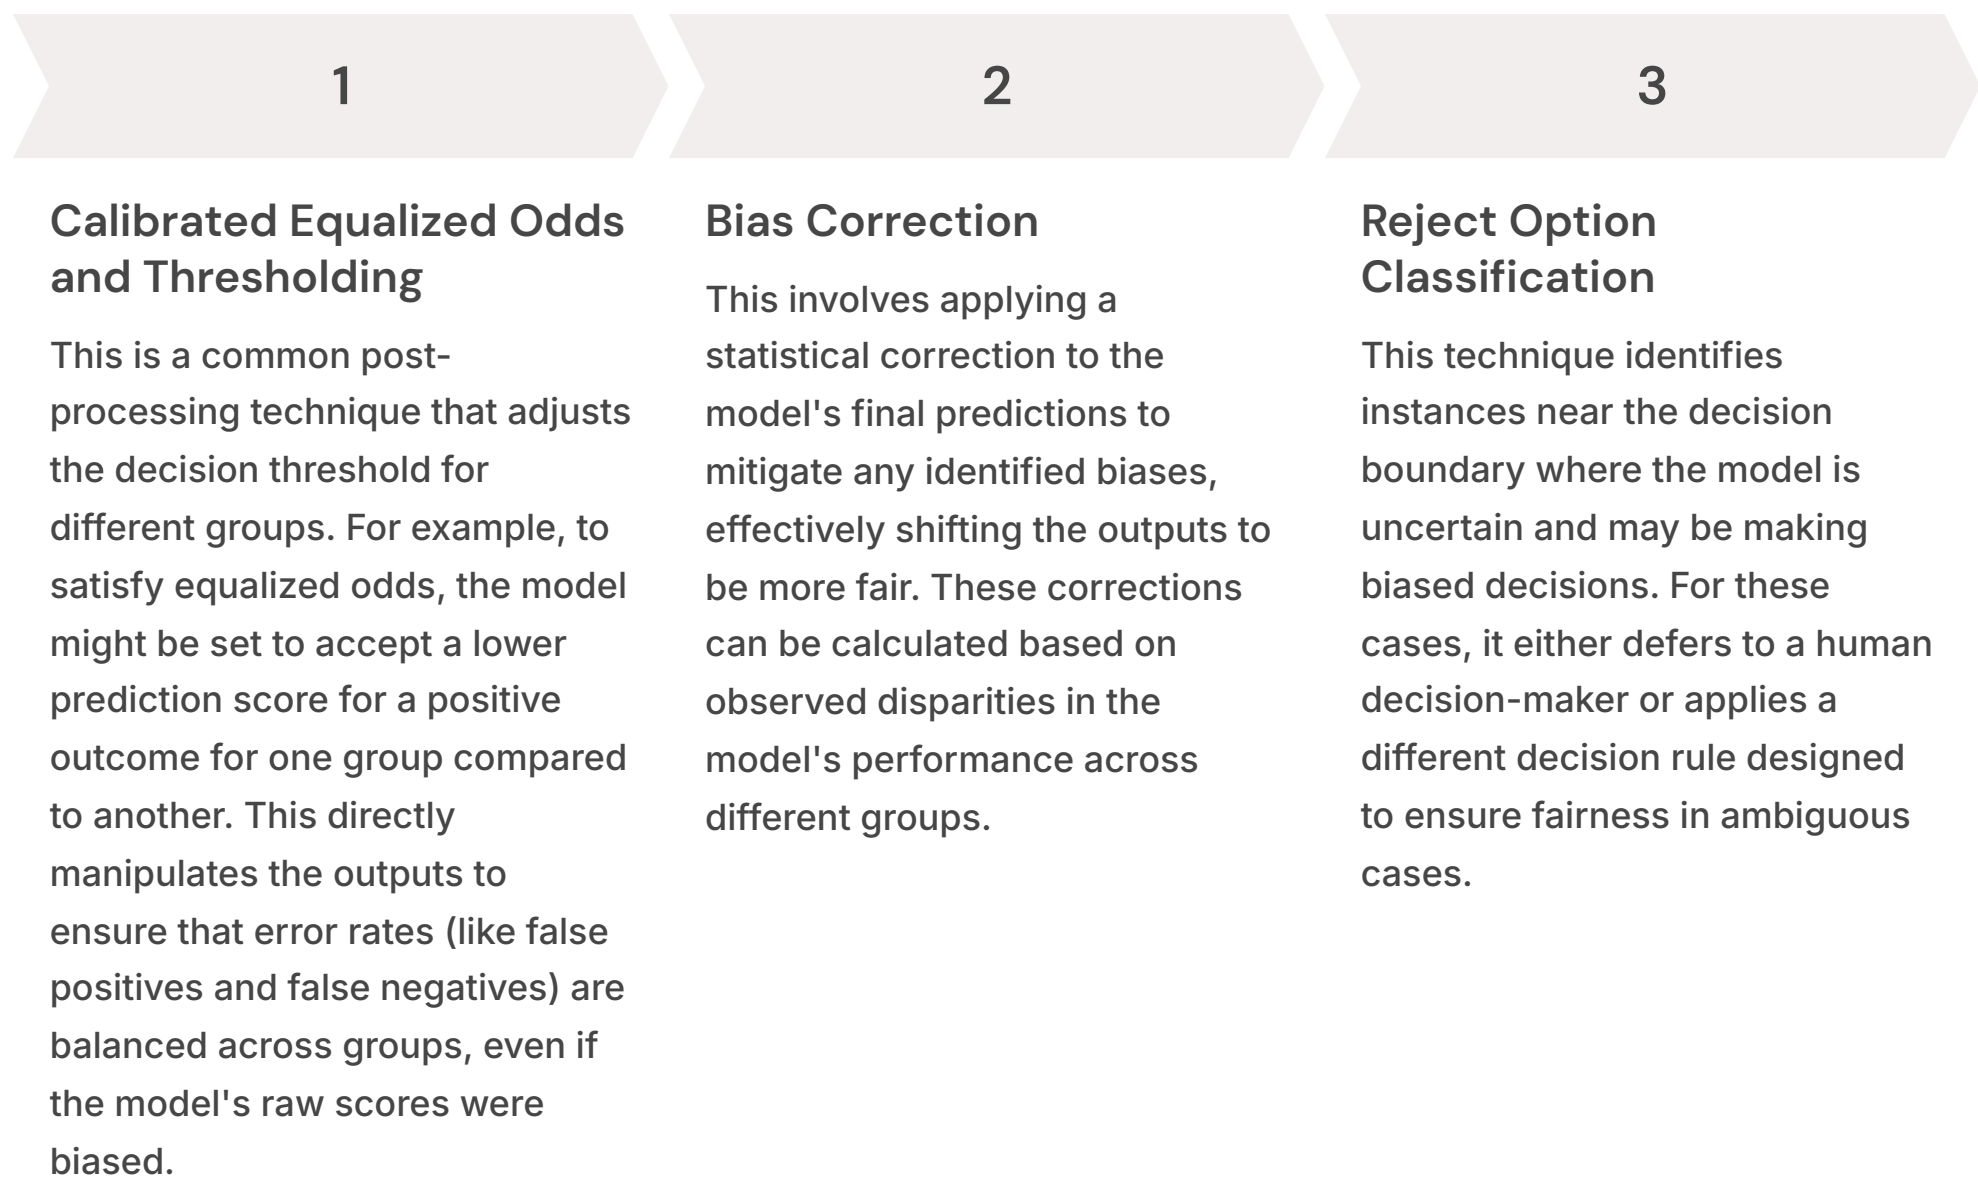 1
2
3
Calibrated Equalized Odds
and Thresholding
This is a common post-
processing technique that adjusts
the decision threshold for
different groups. For example, to
satisfy equalized odds, the model
might be set to accept a lower
prediction score for a positive
outcome for one group compared
to another. This directly
manipulates the outputs to
ensure that error rates (like false
positives and false negatives) are
balanced across groups, even if
the model's raw scores were
biased.
Bias Correction
This involves applying a
statistical correction to the
model's final predictions to
mitigate any identified biases,
effectively shifting the outputs to
be more fair. These corrections
can be calculated based on
observed disparities in the
model's performance across
different groups.
Reject Option
Classification
This technique identifies
instances near the decision
boundary where the model is
uncertain and may be making
biased decisions. For these
cases, it either defers to a human
decision-maker or applies a
different decision rule designed
to ensure fairness in ambiguous
cases.